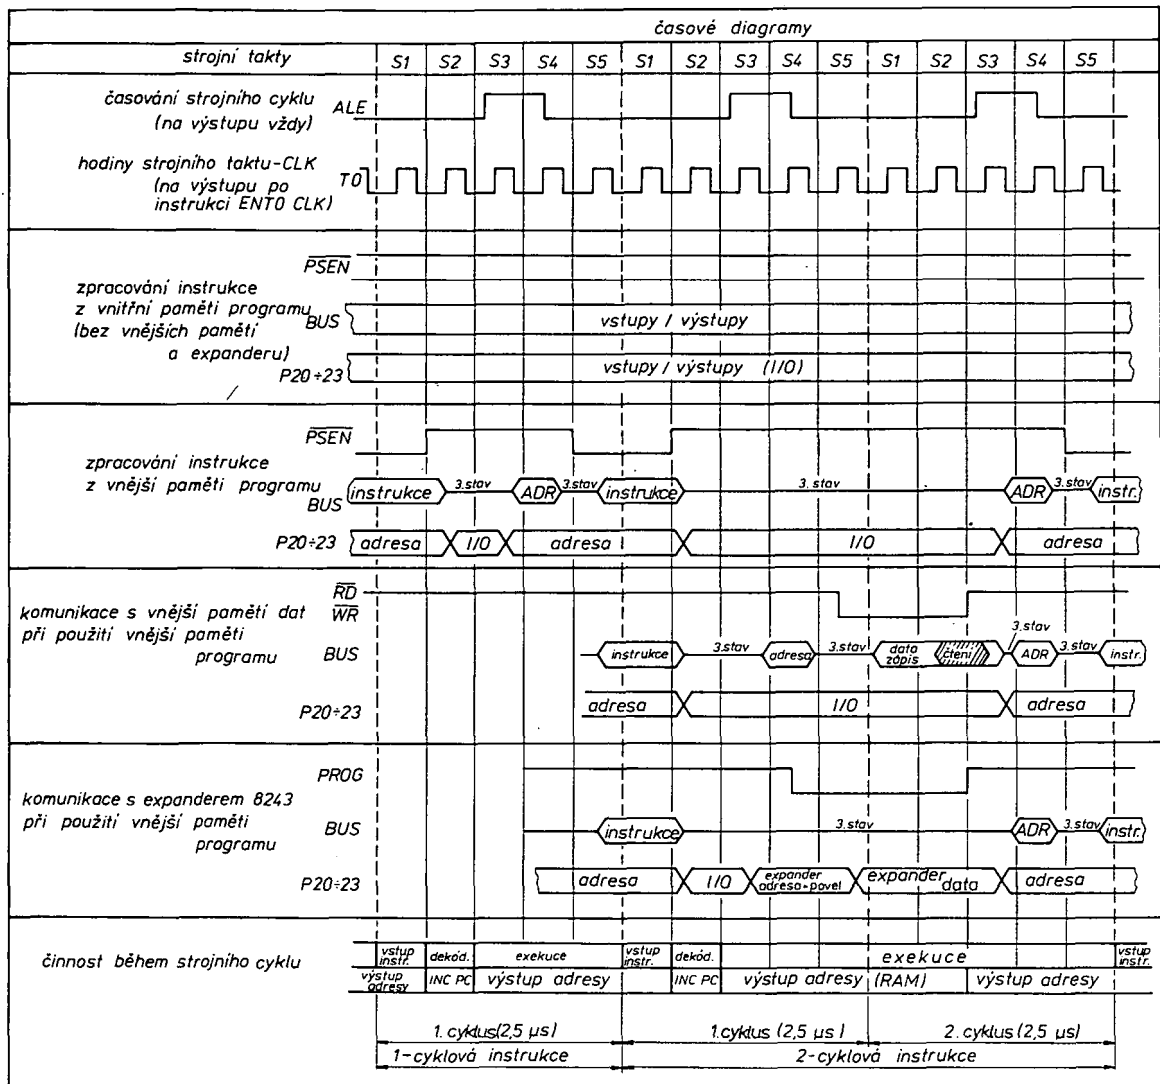 časové diagramy
strojní takty S1 S2 S3 S4 S5 S1 S2 S3 S4 S5 S1 S2 S3 S4 S5
časování strojního cyklu
(na výstupu vždy)
ALE
hodiny strojního taktu-CLK
(na výstupu po
instrukci ENT0 CLK)
T0
zpracování instrukce
z vnitřní paměti programu
(bez vnějších pamětí
a expanderu)
PSEN
BUS vstupy / výstupy
P20÷23 vstupy / výstupy (I/O)
zpracování instrukce
z vnější paměti programu
PSEN
BUS instrukce 3.stav ADR 3.stav instrukce 3.stav ADR 3.stav instr.
P20÷23 adresa I/O adresa I/O adresa
komunikace s vnější pamětí dat
při použití vnější paměti
programu
RD
WR
BUS instrukce 3.stav adresa 3.stav data zápis čtení 3.stav ADR 3.stav instr.
P20÷23 adresa I/O adresa
komunikace s expanderem 8243
při použití vnější paměti
programu
PROG
BUS instrukce 3.stav ADR 3.stav instr.
P20÷23 adresa I/O expander adresa+povel expander data adresa
činnost během strojního cyklu
vstup instr. dekód. exekuce vstup instr. dekód. exekuce vstup instr.
výstup adresy INC PC výstup adresy INC PC výstup adresy (RAM) výstup adresy
1. cyklus (2,5 µs) 1. cyklus (2,5 µs) 2. cyklus (2,5 µs)
1-cyklová instrukce 2-cyklová instrukce